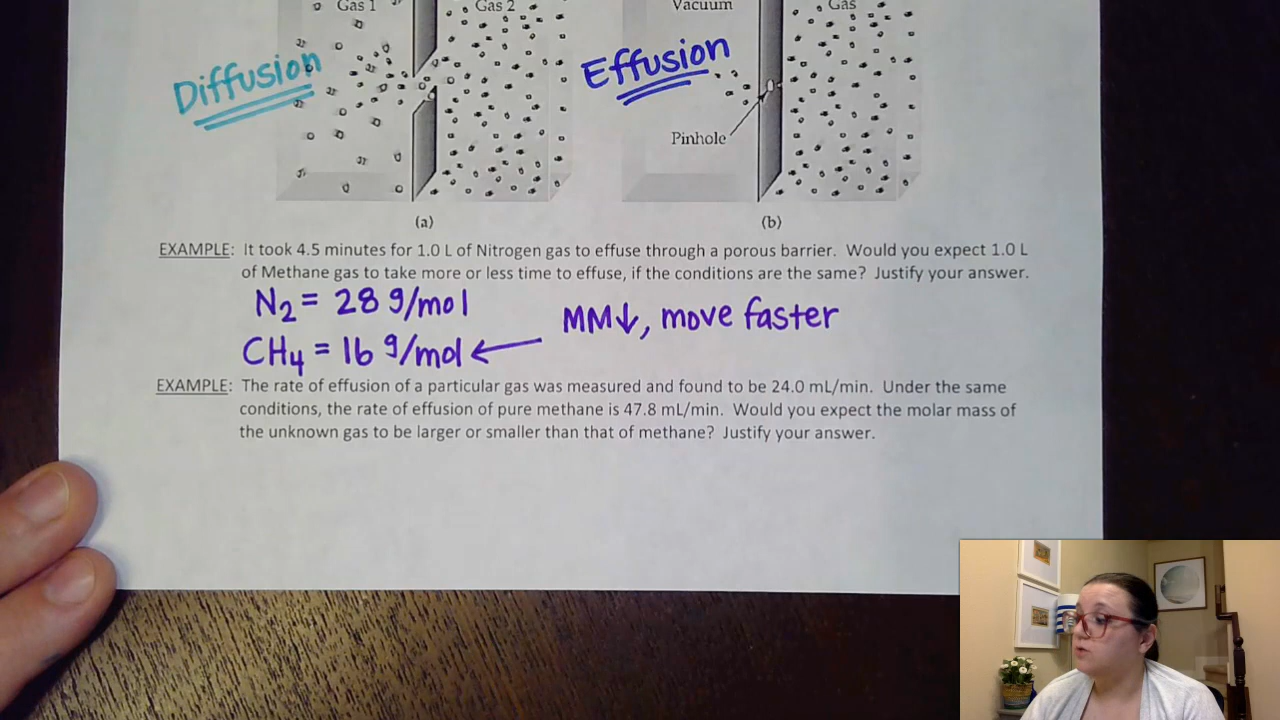 Gas 1
Gas 2
Vacuum
Gas
Diffusion
Effusion
Pinhole
(a)
(b)
EXAMPLE: It took 4.5 minutes for 1.0 L of Nitrogen gas to effuse through a porous barrier. Would you expect 1.0 L
of Methane gas to take more or less time to effuse, if the conditions are the same? Justify your answer.
N₂ = 28 g/mol
MM↓, move faster
CH₄ = 16 g/mol ←
EXAMPLE: The rate of effusion of a particular gas was measured and found to be 24.0 mL/min. Under the same
conditions, the rate of effusion of pure methane is 47.8 mL/min. Would you expect the molar mass of
the unknown gas to be larger or smaller than that of methane? Justify your answer.